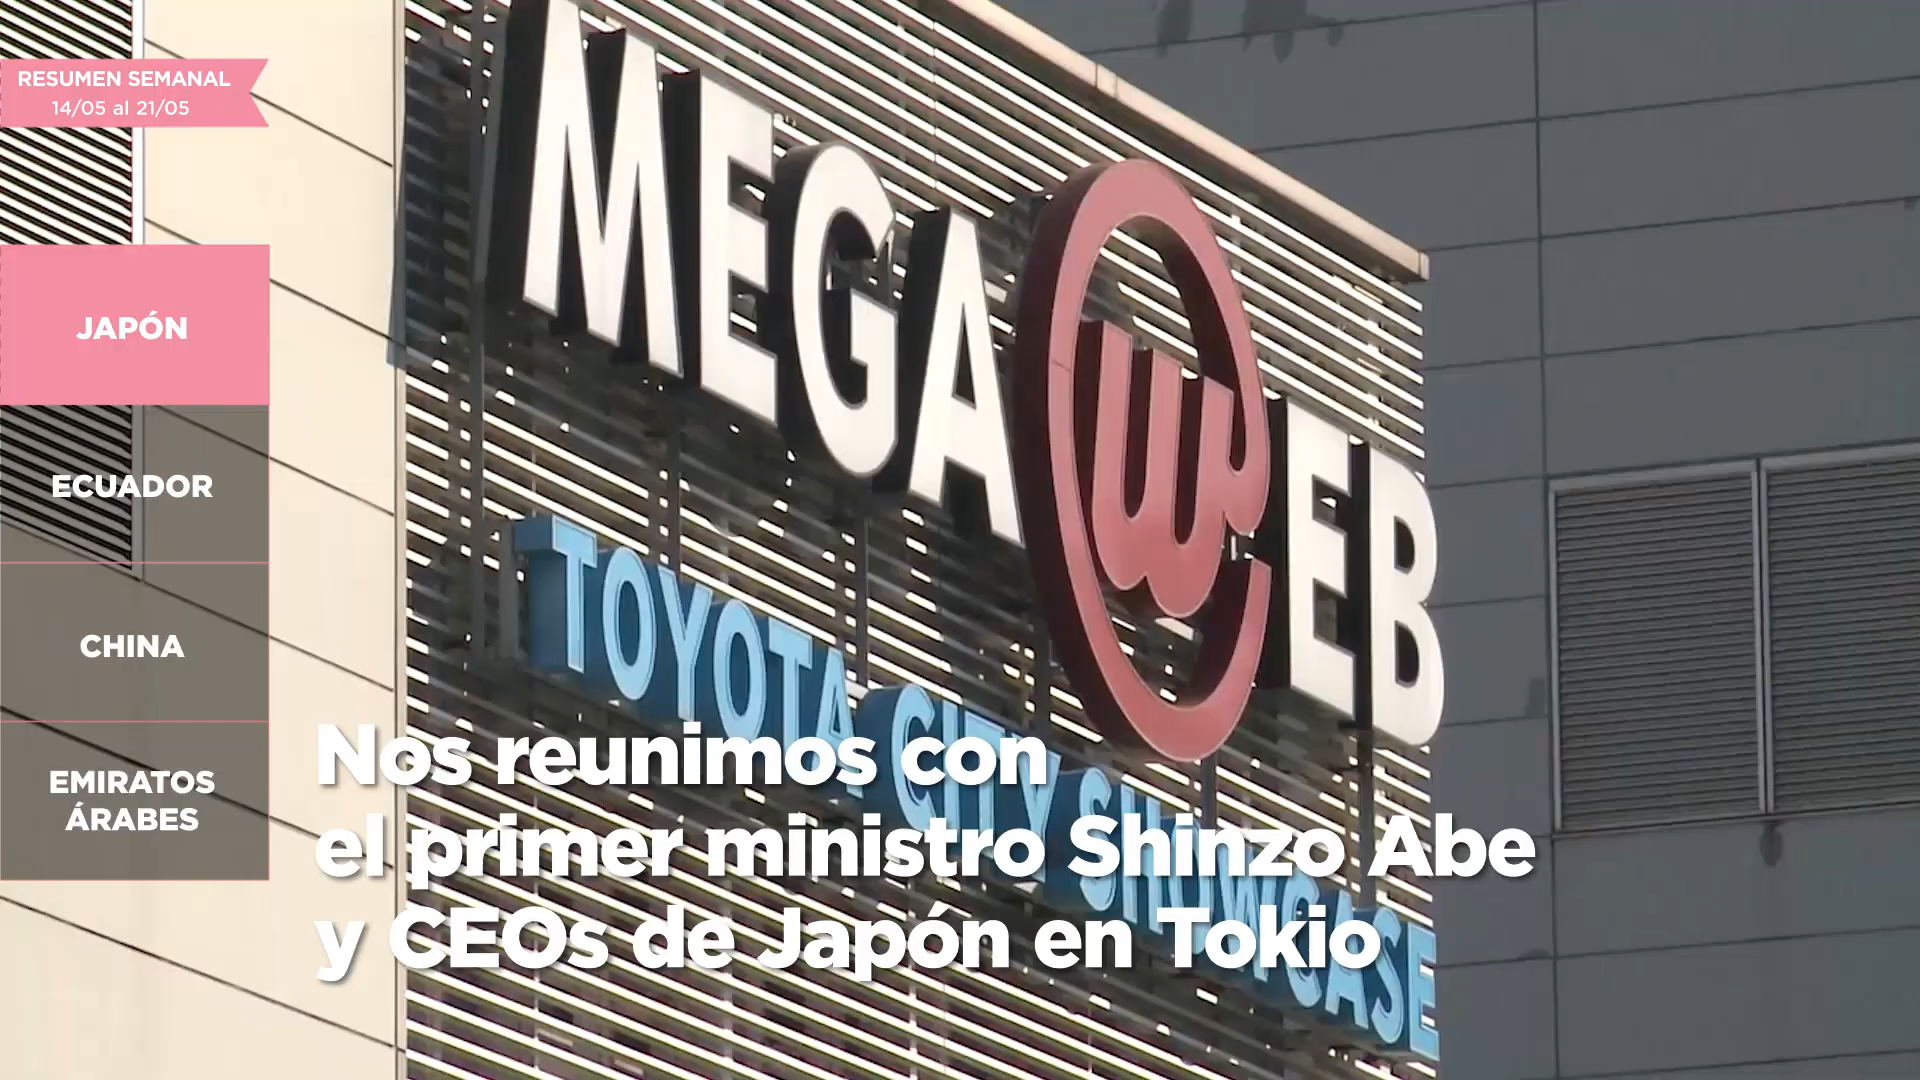 RESUMEN SEMANAL
14/05 al 21/05
JAPÓN
ECUADOR
CHINA
EMIRATOS
ÁRABES
MEGA WEB
TOYOTA CITY SHOWCASE
Nos reunimos con
el primer ministro Shinzo Abe
y CEOs de Japón en Tokio